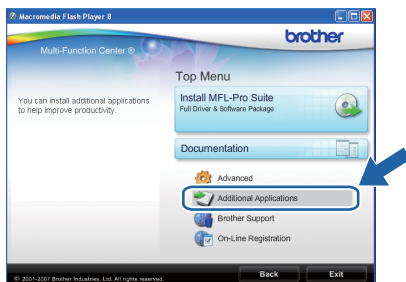 Macromedia Flash Player 8
brother
Multi-Function Center ®
Top Menu
You can install additional applications
to help improve productivity.
Install MFL-Pro Suite
Full Driver & Software Package
Documentation
Advanced
Additional Applications
Brother Support
On-Line Registration
© 2001-2007 Brother Industries, Ltd. All rights reserved.
Back
Exit